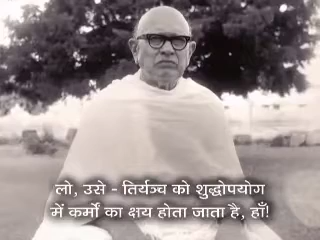 लो, उसे - तिर्यञ्च को शुद्धोपयोग
में कर्मों का क्षय होता जाता है, हाँ!